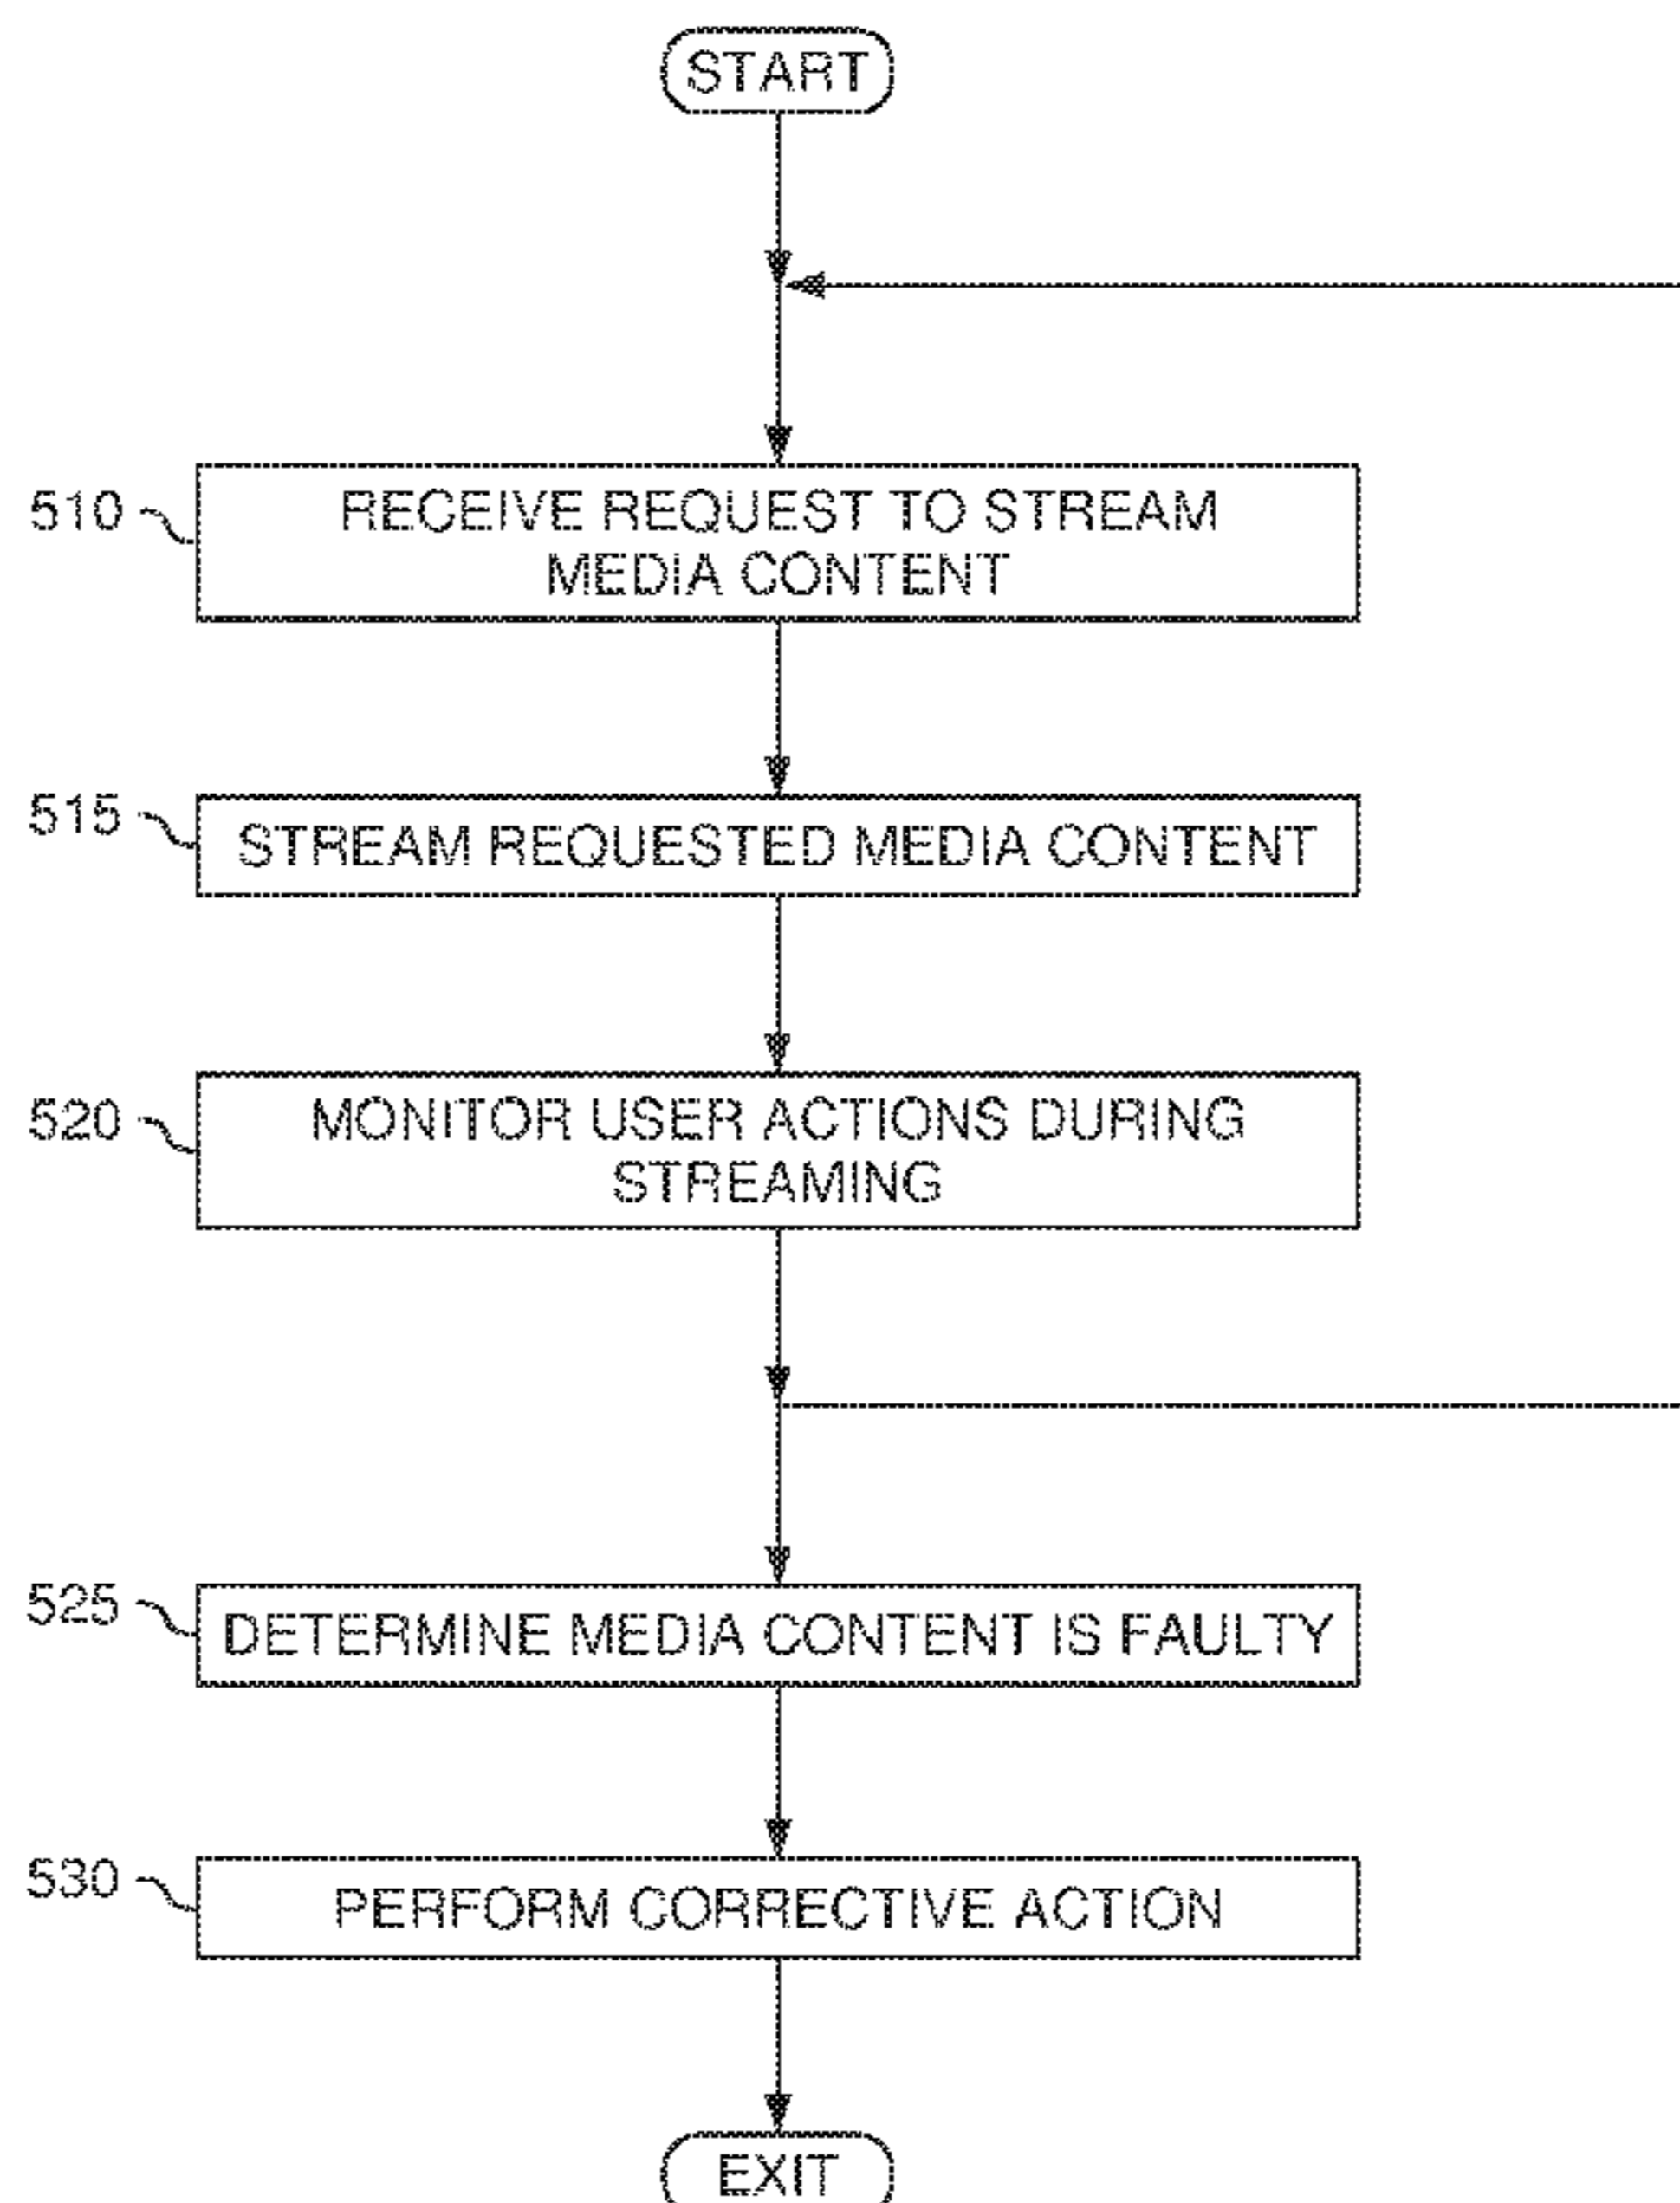 START
510
RECEIVE REQUEST TO STREAM
MEDIA CONTENT
515
STREAM REQUESTED MEDIA CONTENT
520
MONITOR USER ACTIONS DURING
STREAMING
525
DETERMINE MEDIA CONTENT IS FAULTY
530
PERFORM CORRECTIVE ACTION
EXIT